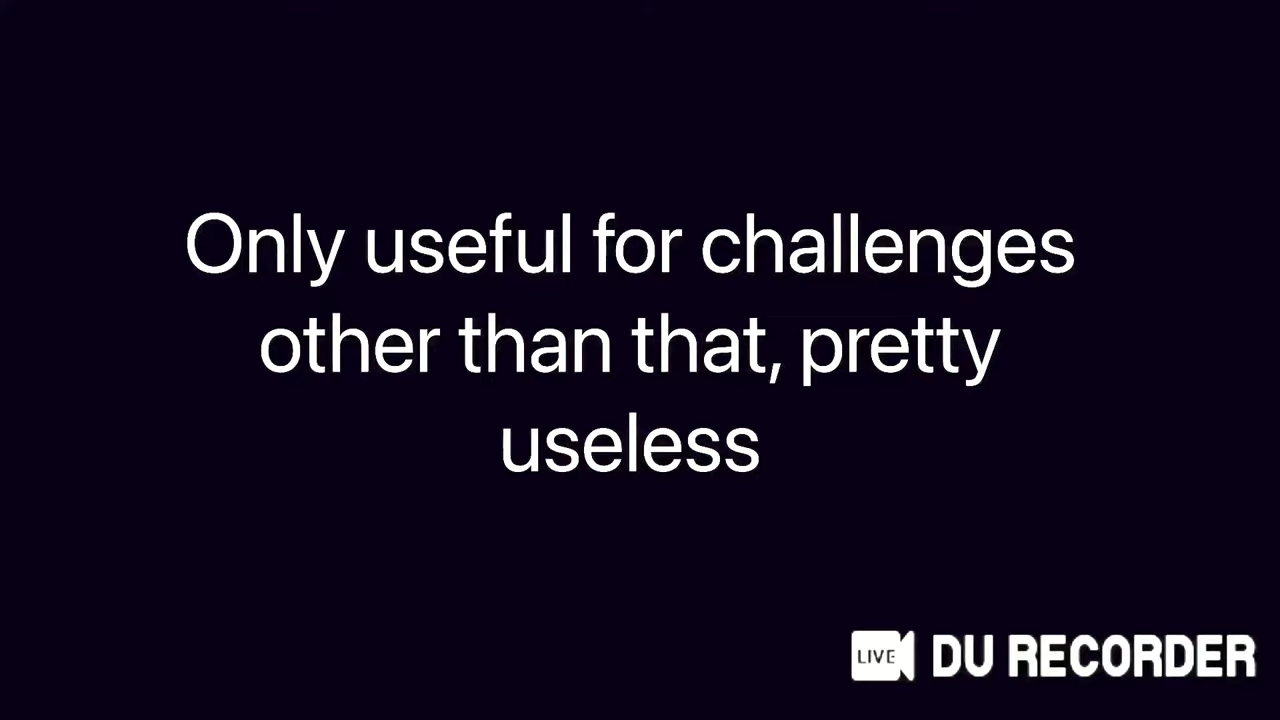 Only useful for challenges
other than that, pretty
useless
LIVE DU RECORDER